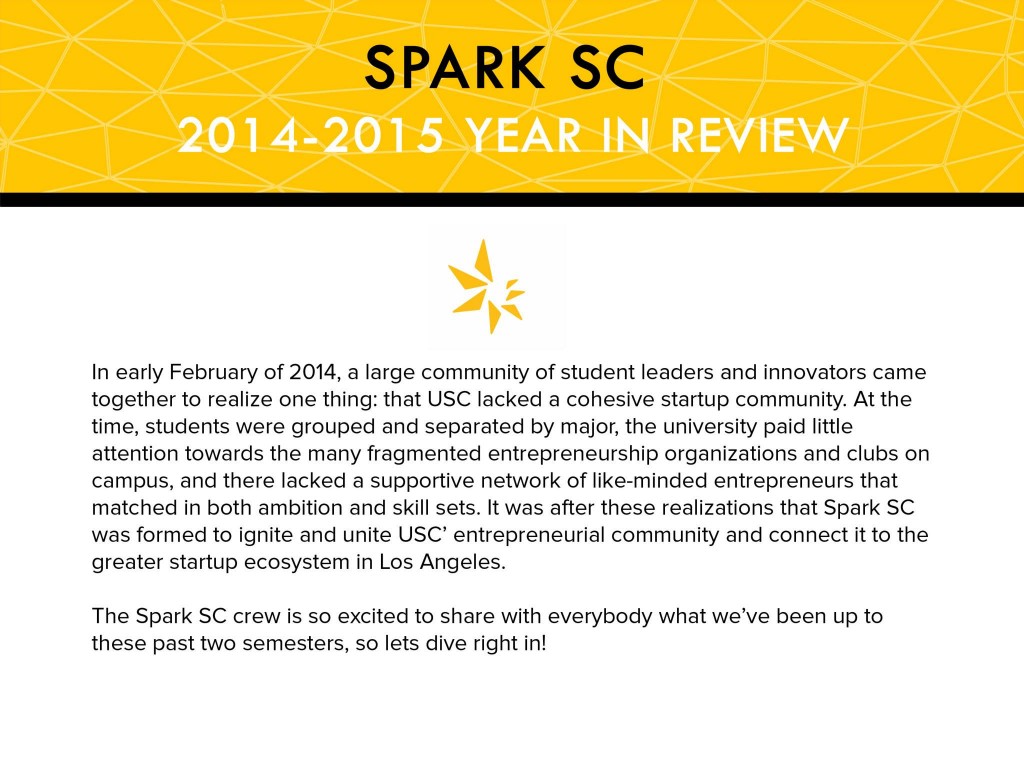 SPARK SC
2014-2015 YEAR IN REVIEW
In early February of 2014, a large community of student leaders and innovators came
together to realize one thing: that USC lacked a cohesive startup community. At the
time, students were grouped and separated by major, the university paid little
attention towards the many fragmented entrepreneurship organizations and clubs on
campus, and there lacked a supportive network of like-minded entrepreneurs that
matched in both ambition and skill sets. It was after these realizations that Spark SC
was formed to ignite and unite USC’ entrepreneurial community and connect it to the
greater startup ecosystem in Los Angeles.
The Spark SC crew is so excited to share with everybody what we’ve been up to
these past two semesters, so lets dive right in!